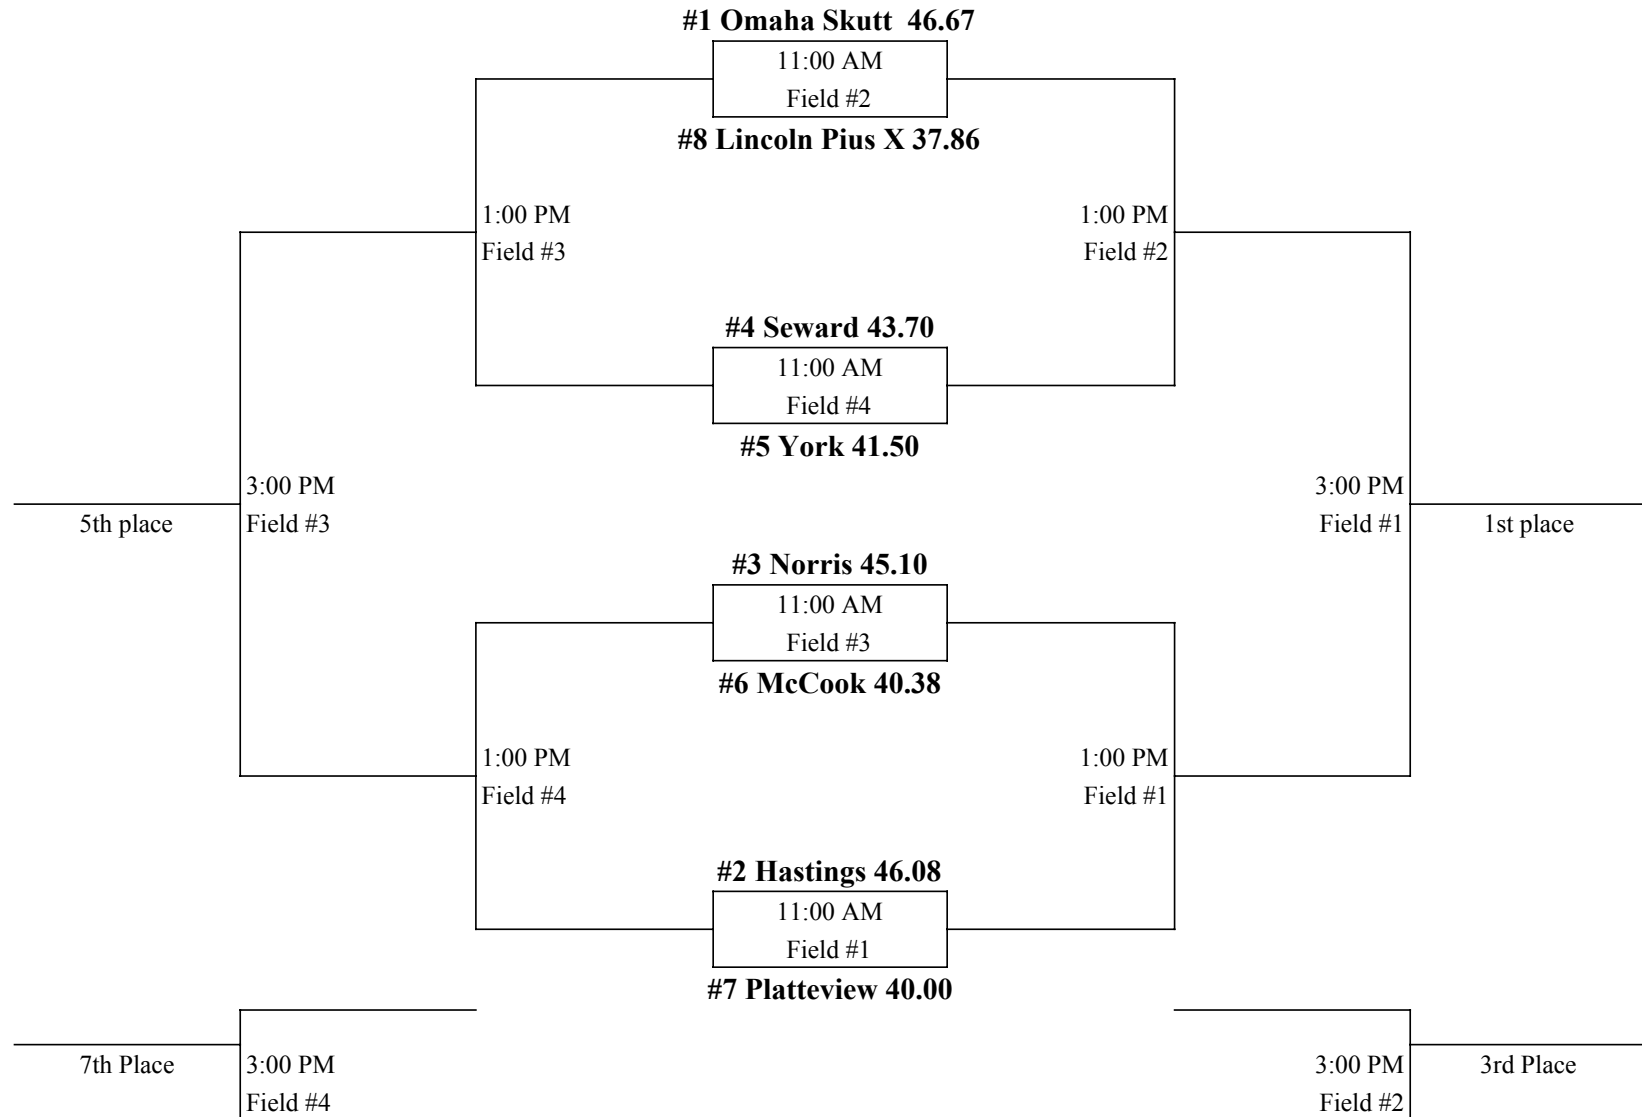 #1 Omaha Skutt  46.67
11:00 AM
Field #2
#8 Lincoln Pius X 37.86
1:00 PM
Field #3
1:00 PM
Field #2
#4 Seward 43.70
11:00 AM
Field #4
#5 York 41.50
3:00 PM
Field #3
5th place
3:00 PM
Field #1
1st place
#3 Norris 45.10
11:00 AM
Field #3
#6 McCook 40.38
1:00 PM
Field #4
1:00 PM
Field #1
#2 Hastings 46.08
11:00 AM
Field #1
#7 Platteview 40.00
7th Place
3:00 PM
Field #4
3:00 PM
Field #2
3rd Place